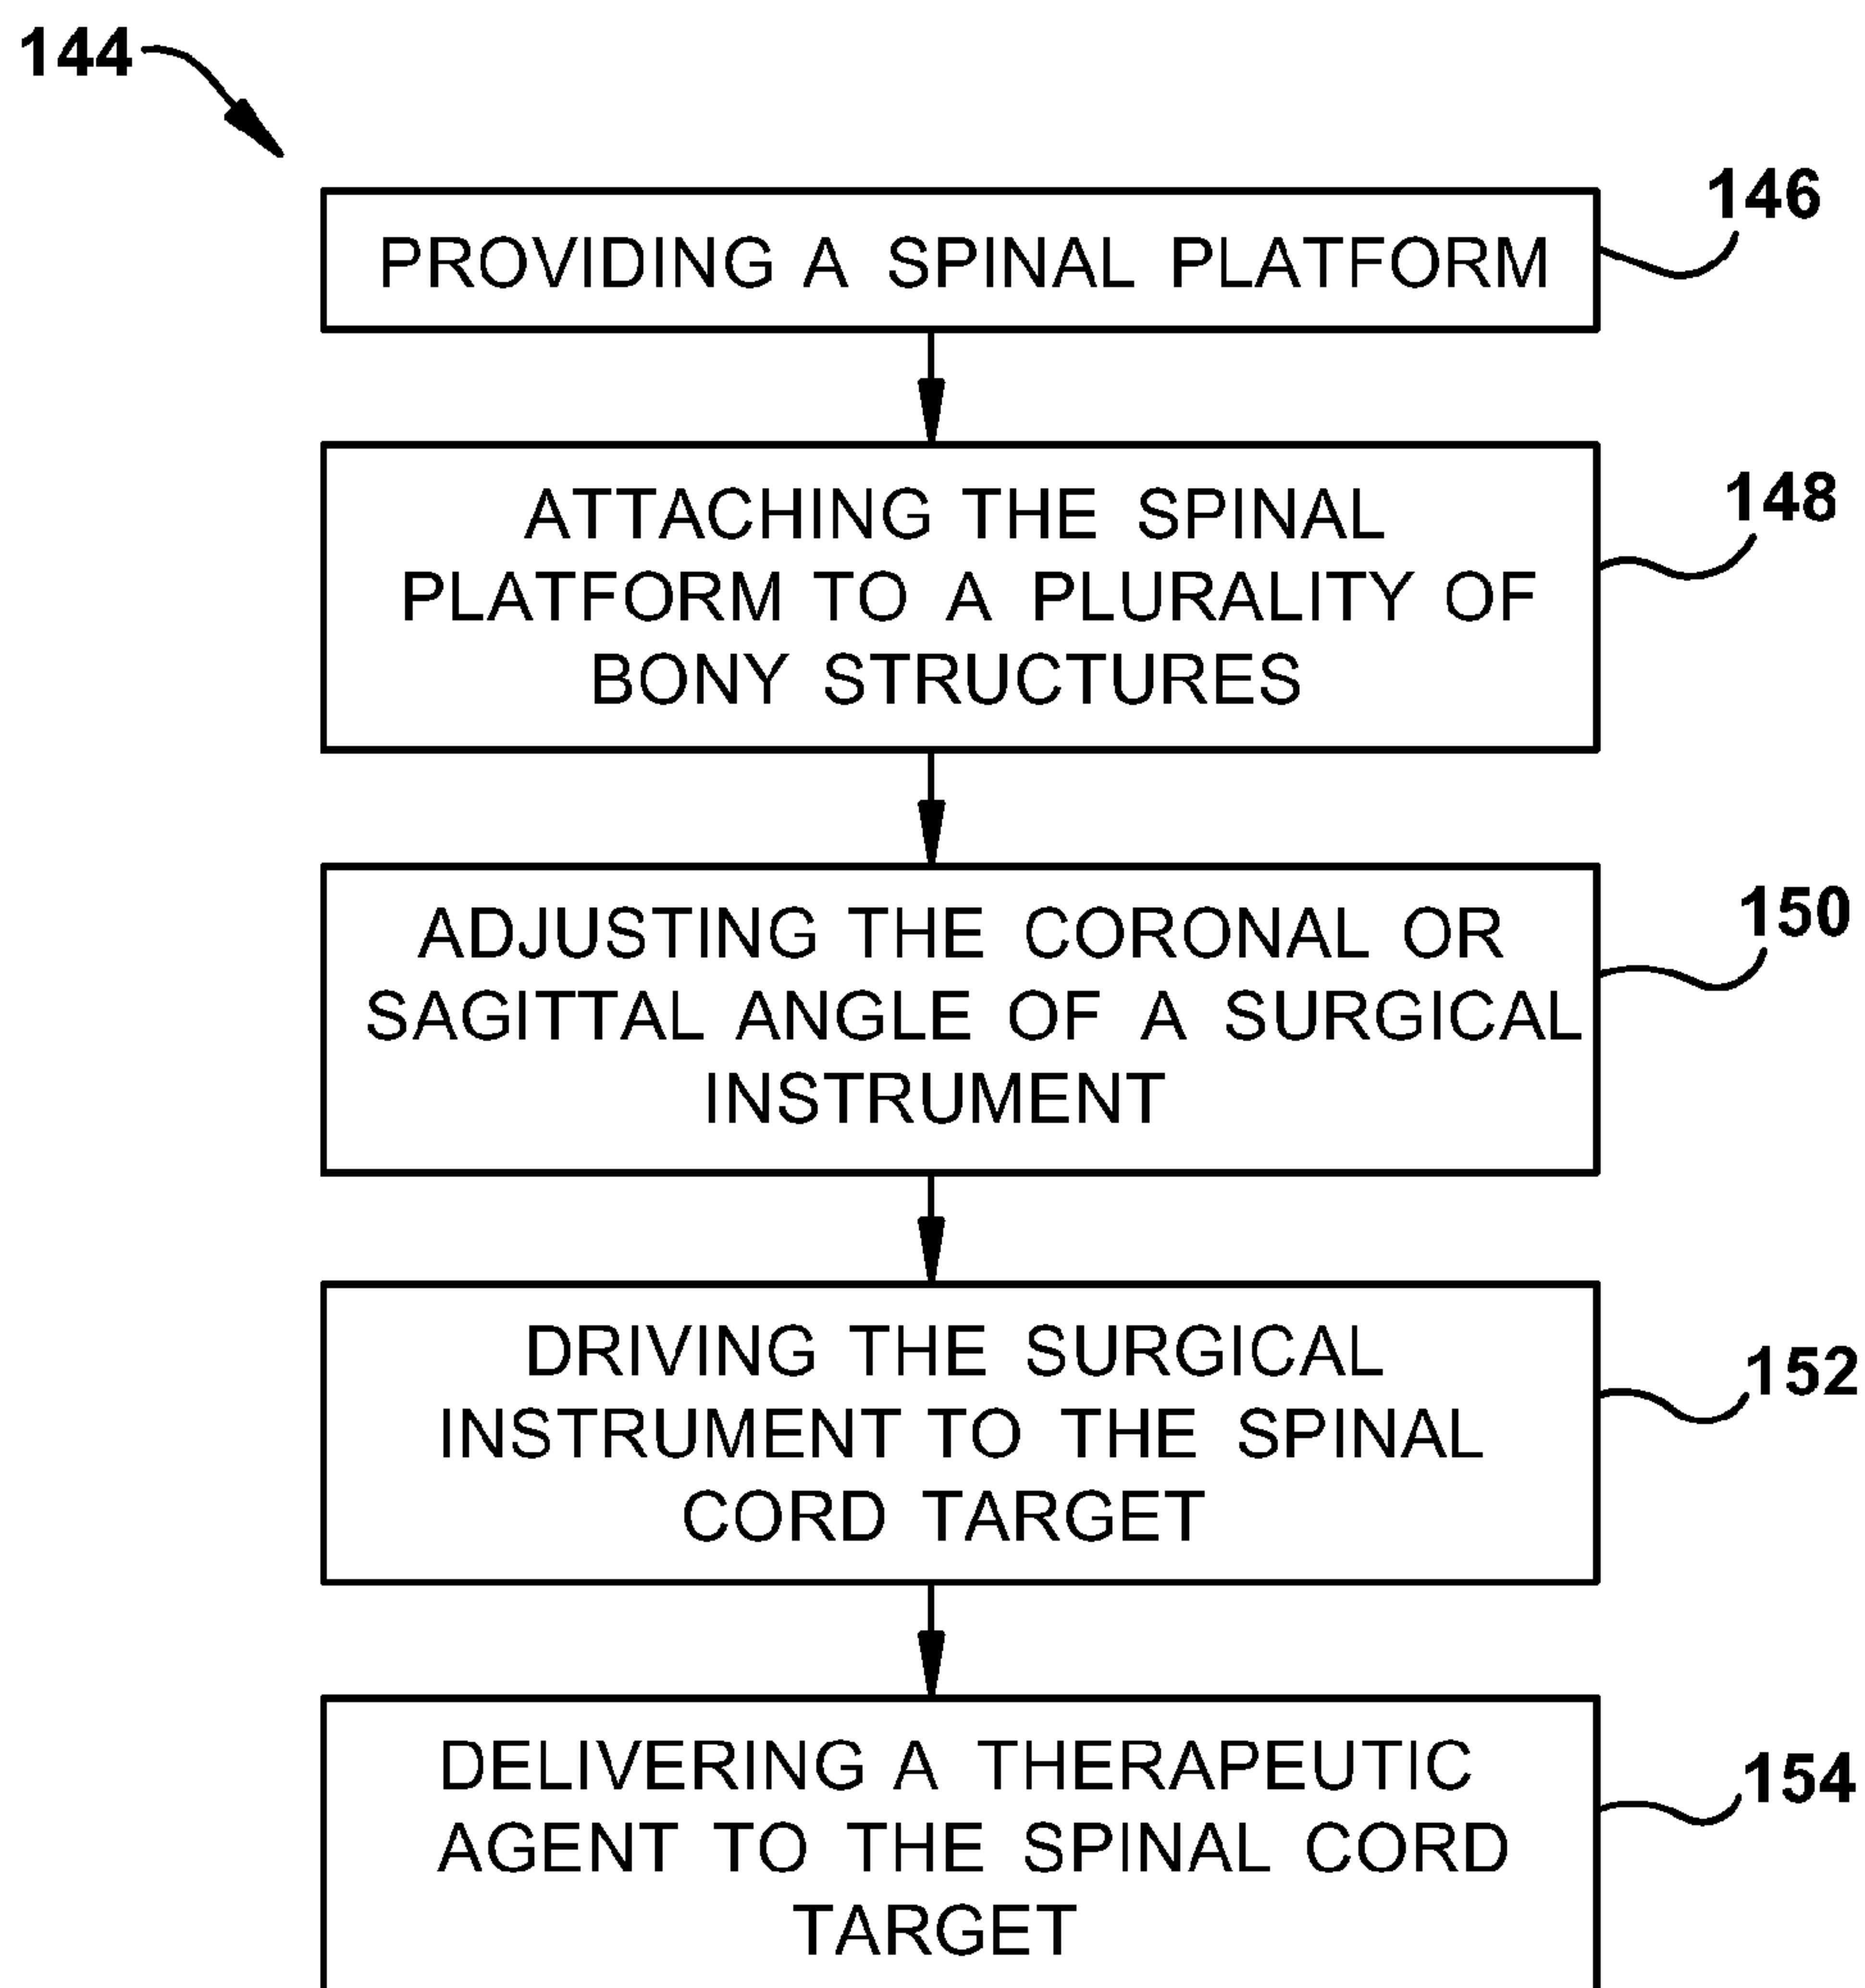 144
146
PROVIDING A SPINAL PLATFORM
148
ATTACHING THE SPINAL
PLATFORM TO A PLURALITY OF
BONY STRUCTURES
150
ADJUSTING THE CORONAL OR
SAGITTAL ANGLE OF A SURGICAL
INSTRUMENT
152
DRIVING THE SURGICAL
INSTRUMENT TO THE SPINAL
CORD TARGET
154
DELIVERING A THERAPEUTIC
AGENT TO THE SPINAL CORD
TARGET